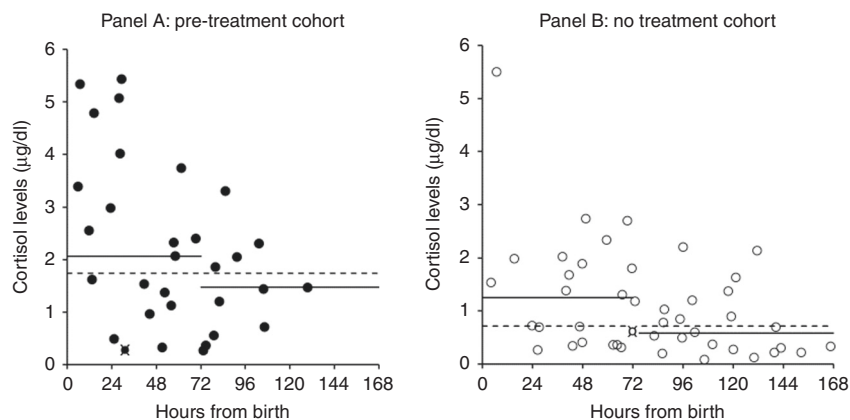 Panel A: pre-treatment cohort
Cortisol levels (µg/dl)
6
5
4
3
2
1
0
0 24 48 72 96 120 144 168
Hours from birth
Panel B: no treatment cohort
Cortisol levels (µg/dl)
6
5
4
3
2
1
0
0 24 48 72 96 120 144 168
Hours from birth